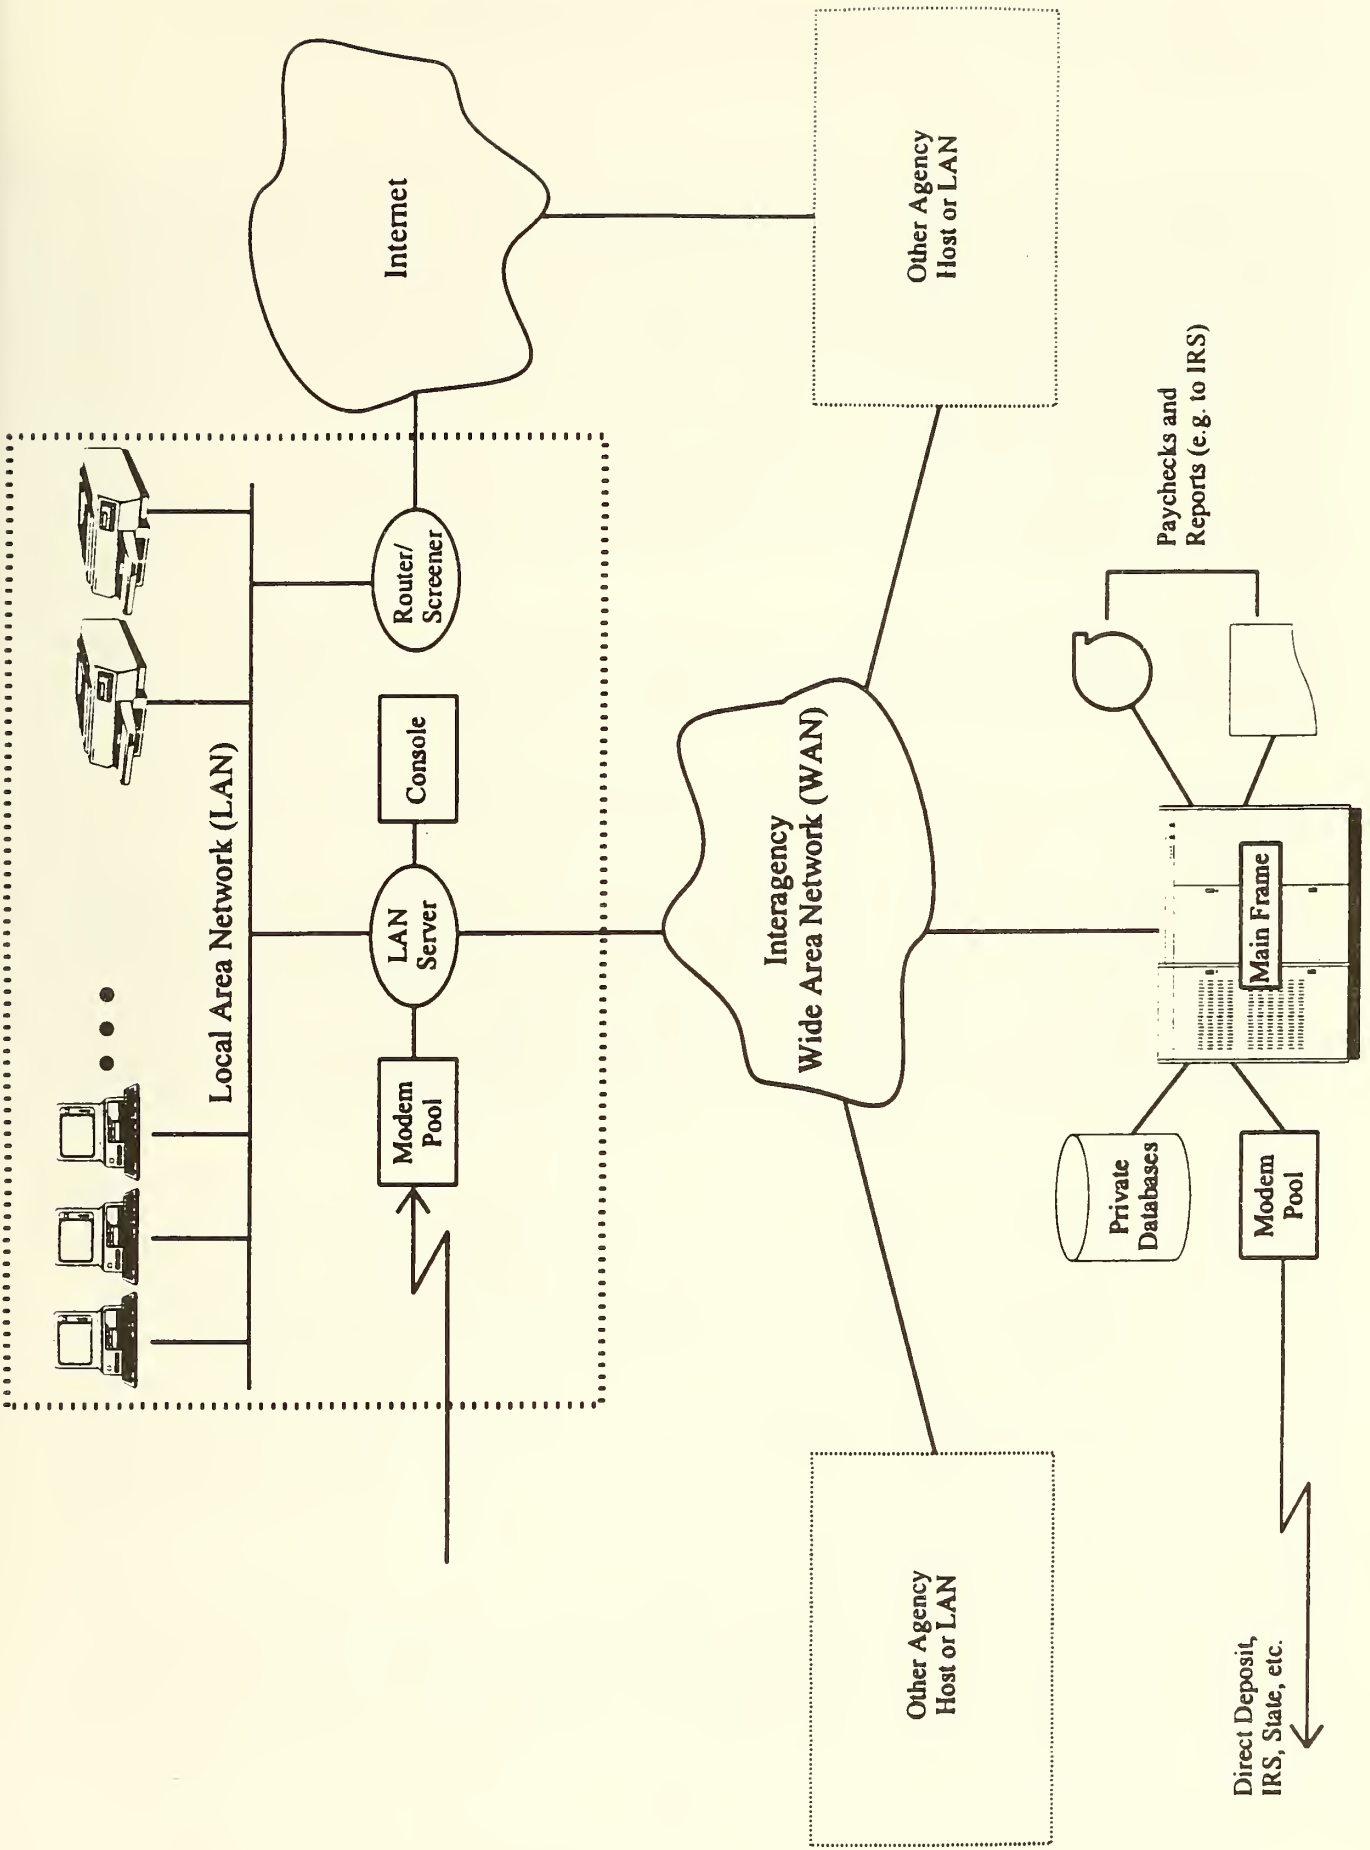 Local Area Network (LAN)
Modem
Pool
LAN
Server
Console
Router/
Screener
Internet
Interagency
Wide Area Network (WAN)
Other Agency
Host or LAN
Other Agency
Host or LAN
Private
Databases
Modem
Pool
Main Frame
Paychecks and
Reports (e.g. to IRS)
Direct Deposit,
IRS, State, etc.